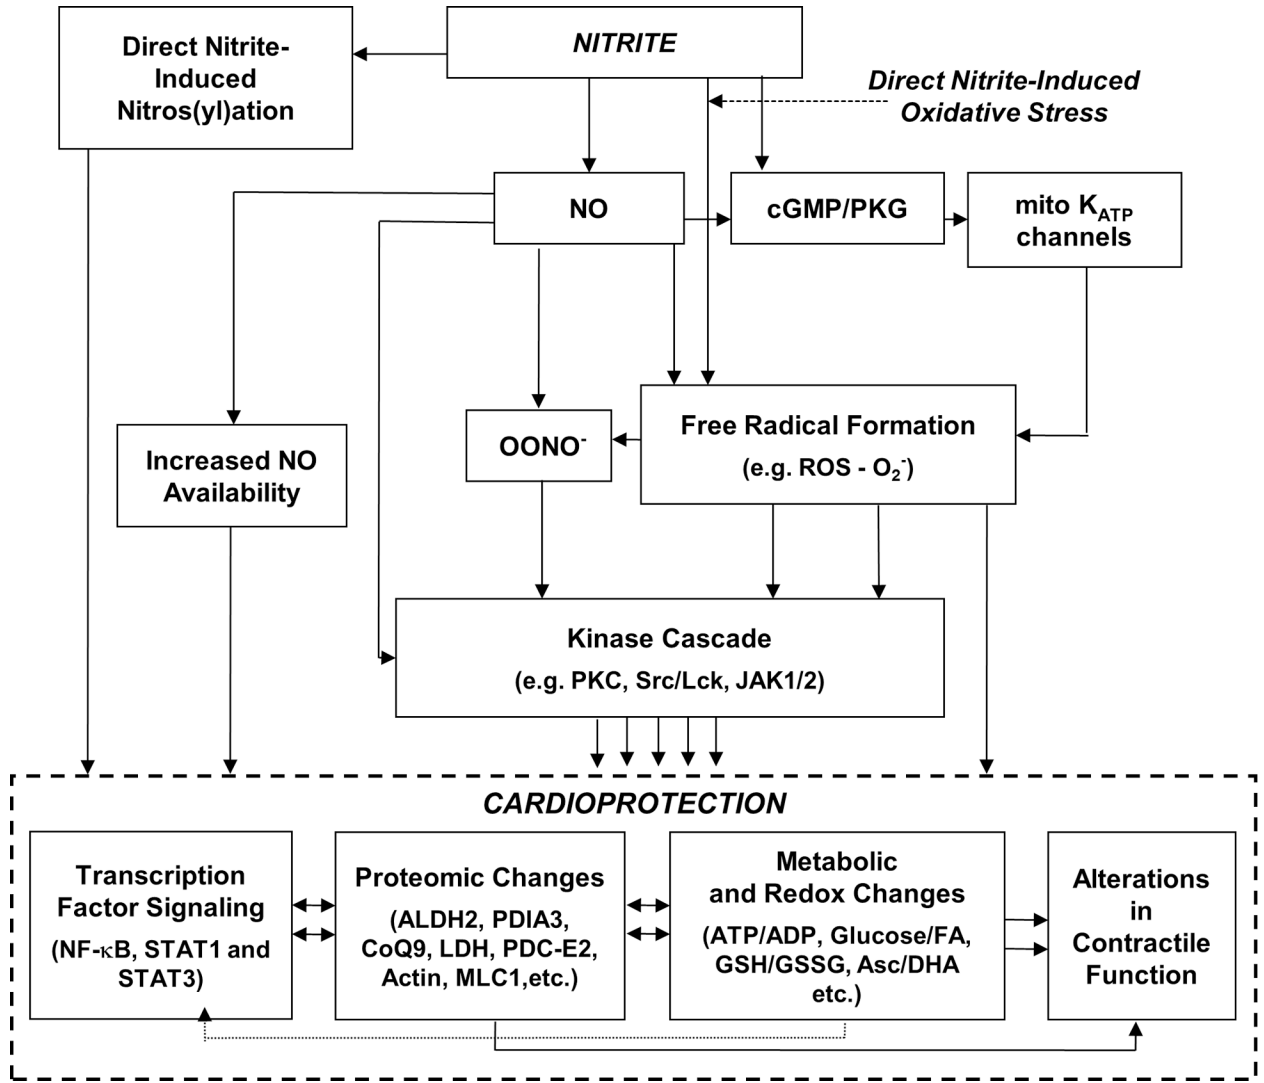 Direct Nitrite-
Induced
Nitros(yl)ation
NITRITE
Direct Nitrite-Induced
Oxidative Stress
NO
cGMP/PKG
mito K_ATP
channels
Increased NO
Availability
OONO⁻
Free Radical Formation
(e.g. ROS - O₂⁻)
Kinase Cascade
(e.g. PKC, Src/Lck, JAK1/2)
CARDIOPROTECTION
Transcription
Factor Signaling
(NF-κB, STAT1 and
STAT3)
Proteomic Changes
(ALDH2, PDIA3,
CoQ9, LDH, PDC-E2,
Actin, MLC1,etc.)
Metabolic
and Redox Changes
(ATP/ADP, Glucose/FA,
GSH/GSSG, Asc/DHA
etc.)
Alterations
in
Contractile
Function